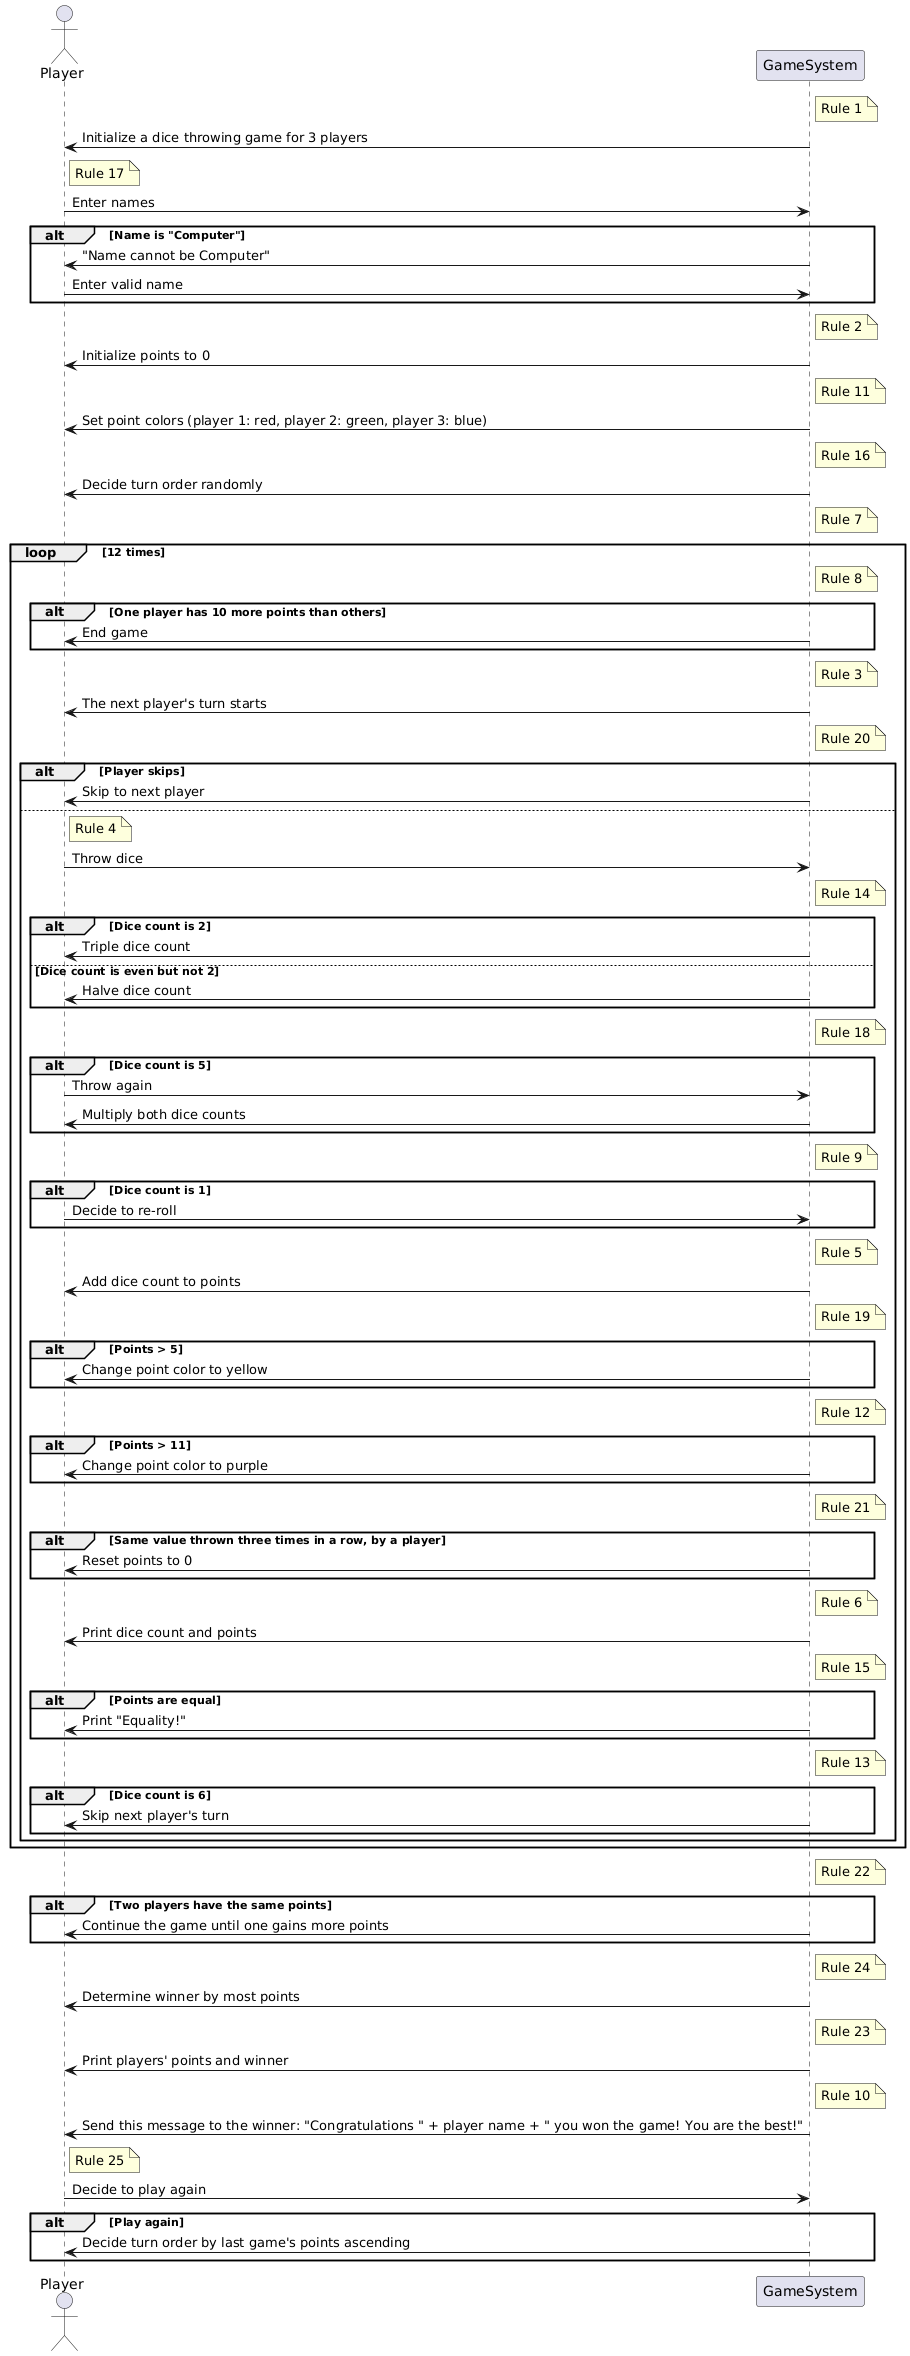 Player
GameSystem
Rule 1
Initialize a dice throwing game for 3 players
Rule 17
Enter names
alt [Name is "Computer"]
"Name cannot be Computer"
Enter valid name
Rule 2
Initialize points to 0
Rule 11
Set point colors (player 1: red, player 2: green, player 3: blue)
Rule 16
Decide turn order randomly
Rule 7
loop [12 times]
Rule 8
alt [One player has 10 more points than others]
End game
Rule 3
The next player's turn starts
Rule 20
alt [Player skips]
Skip to next player
Rule 4
Throw dice
Rule 14
alt [Dice count is 2]
Triple dice count
[Dice count is even but not 2]
Halve dice count
Rule 18
alt [Dice count is 5]
Throw again
Multiply both dice counts
Rule 9
alt [Dice count is 1]
Decide to re-roll
Rule 5
Add dice count to points
Rule 19
alt [Points > 5]
Change point color to yellow
Rule 12
alt [Points > 11]
Change point color to purple
Rule 21
alt [Same value thrown three times in a row, by a player]
Reset points to 0
Rule 6
Print dice count and points
Rule 15
alt [Points are equal]
Print "Equality!"
Rule 13
alt [Dice count is 6]
Skip next player's turn
Rule 22
alt [Two players have the same points]
Continue the game until one gains more points
Rule 24
Determine winner by most points
Rule 23
Print players' points and winner
Rule 10
Send this message to the winner: "Congratulations " + player name + " you won the game! You are the best!"
Rule 25
Decide to play again
alt [Play again]
Decide turn order by last game's points ascending
Player
GameSystem